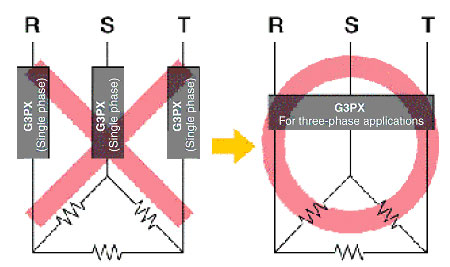 R S T
G3PX
(Single phase)
G3PX
(Single phase)
G3PX
(Single phase)
R S T
G3PX
For three-phase applications